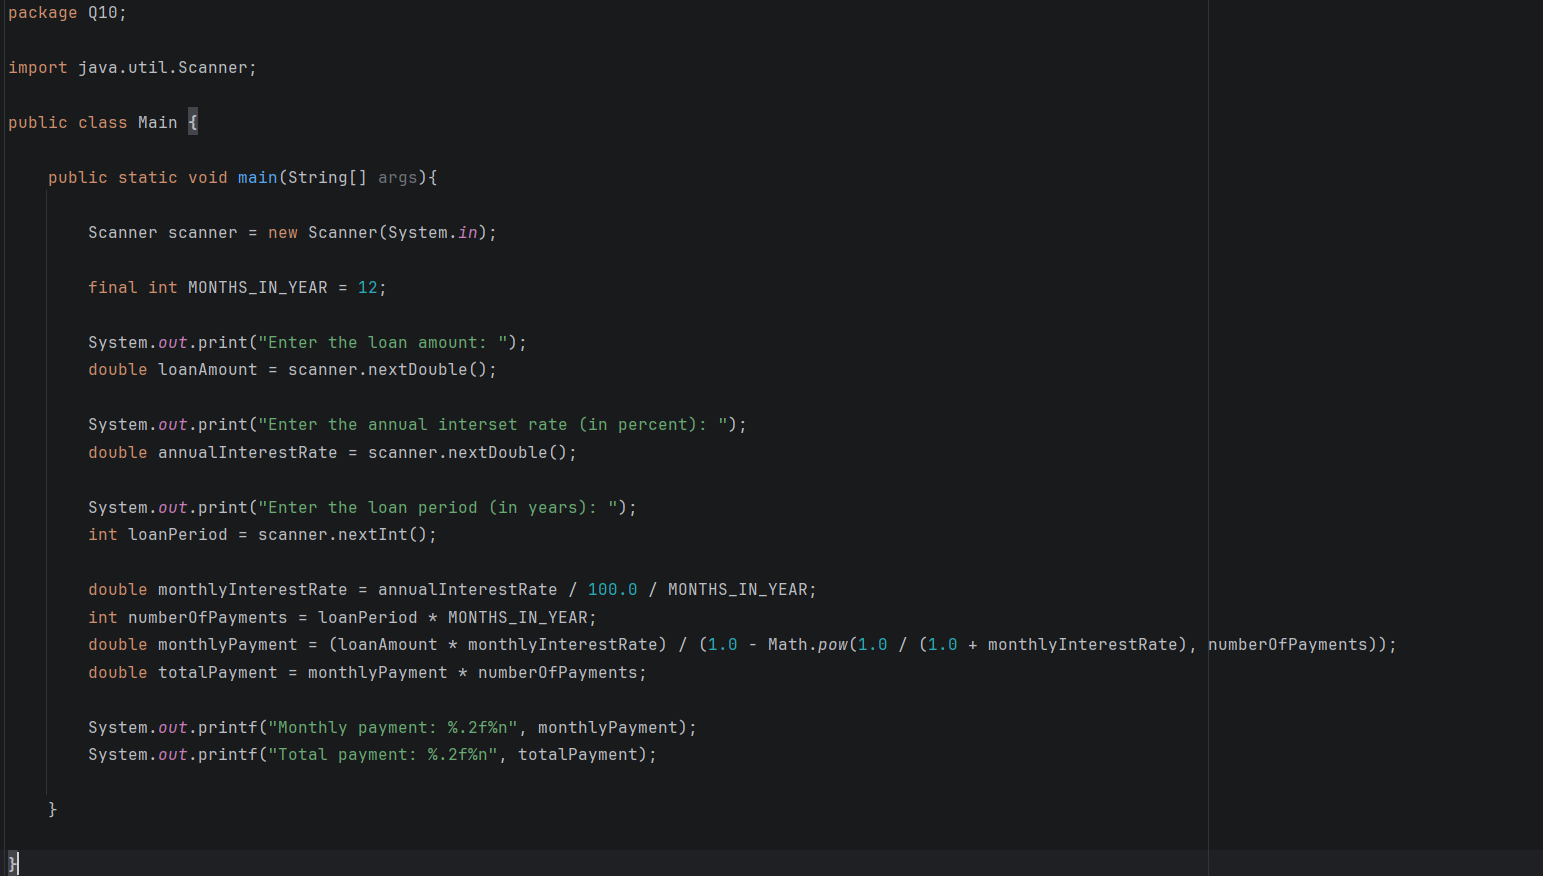 package Q10;
import java.util.Scanner;
public class Main {
public static void main(String[] args){
Scanner scanner = new Scanner(System.in);
final int MONTHS_IN_YEAR = 12;
System.out.print("Enter the loan amount: ");
double loanAmount = scanner.nextDouble();
System.out.print("Enter the annual interset rate (in percent): ");
double annualInterestRate = scanner.nextDouble();
System.out.print("Enter the loan period (in years): ");
int loanPeriod = scanner.nextInt();
double monthlyInterestRate = annualInterestRate / 100.0 / MONTHS_IN_YEAR;
int numberOfPayments = loanPeriod * MONTHS_IN_YEAR;
double monthlyPayment = (loanAmount * monthlyInterestRate) / (1.0 - Math.pow(1.0 / (1.0 + monthlyInterestRate), numberOfPayments));
double totalPayment = monthlyPayment * numberOfPayments;
System.out.printf("Monthly payment: %.2f%n", monthlyPayment);
System.out.printf("Total payment: %.2f%n", totalPayment);
}
}